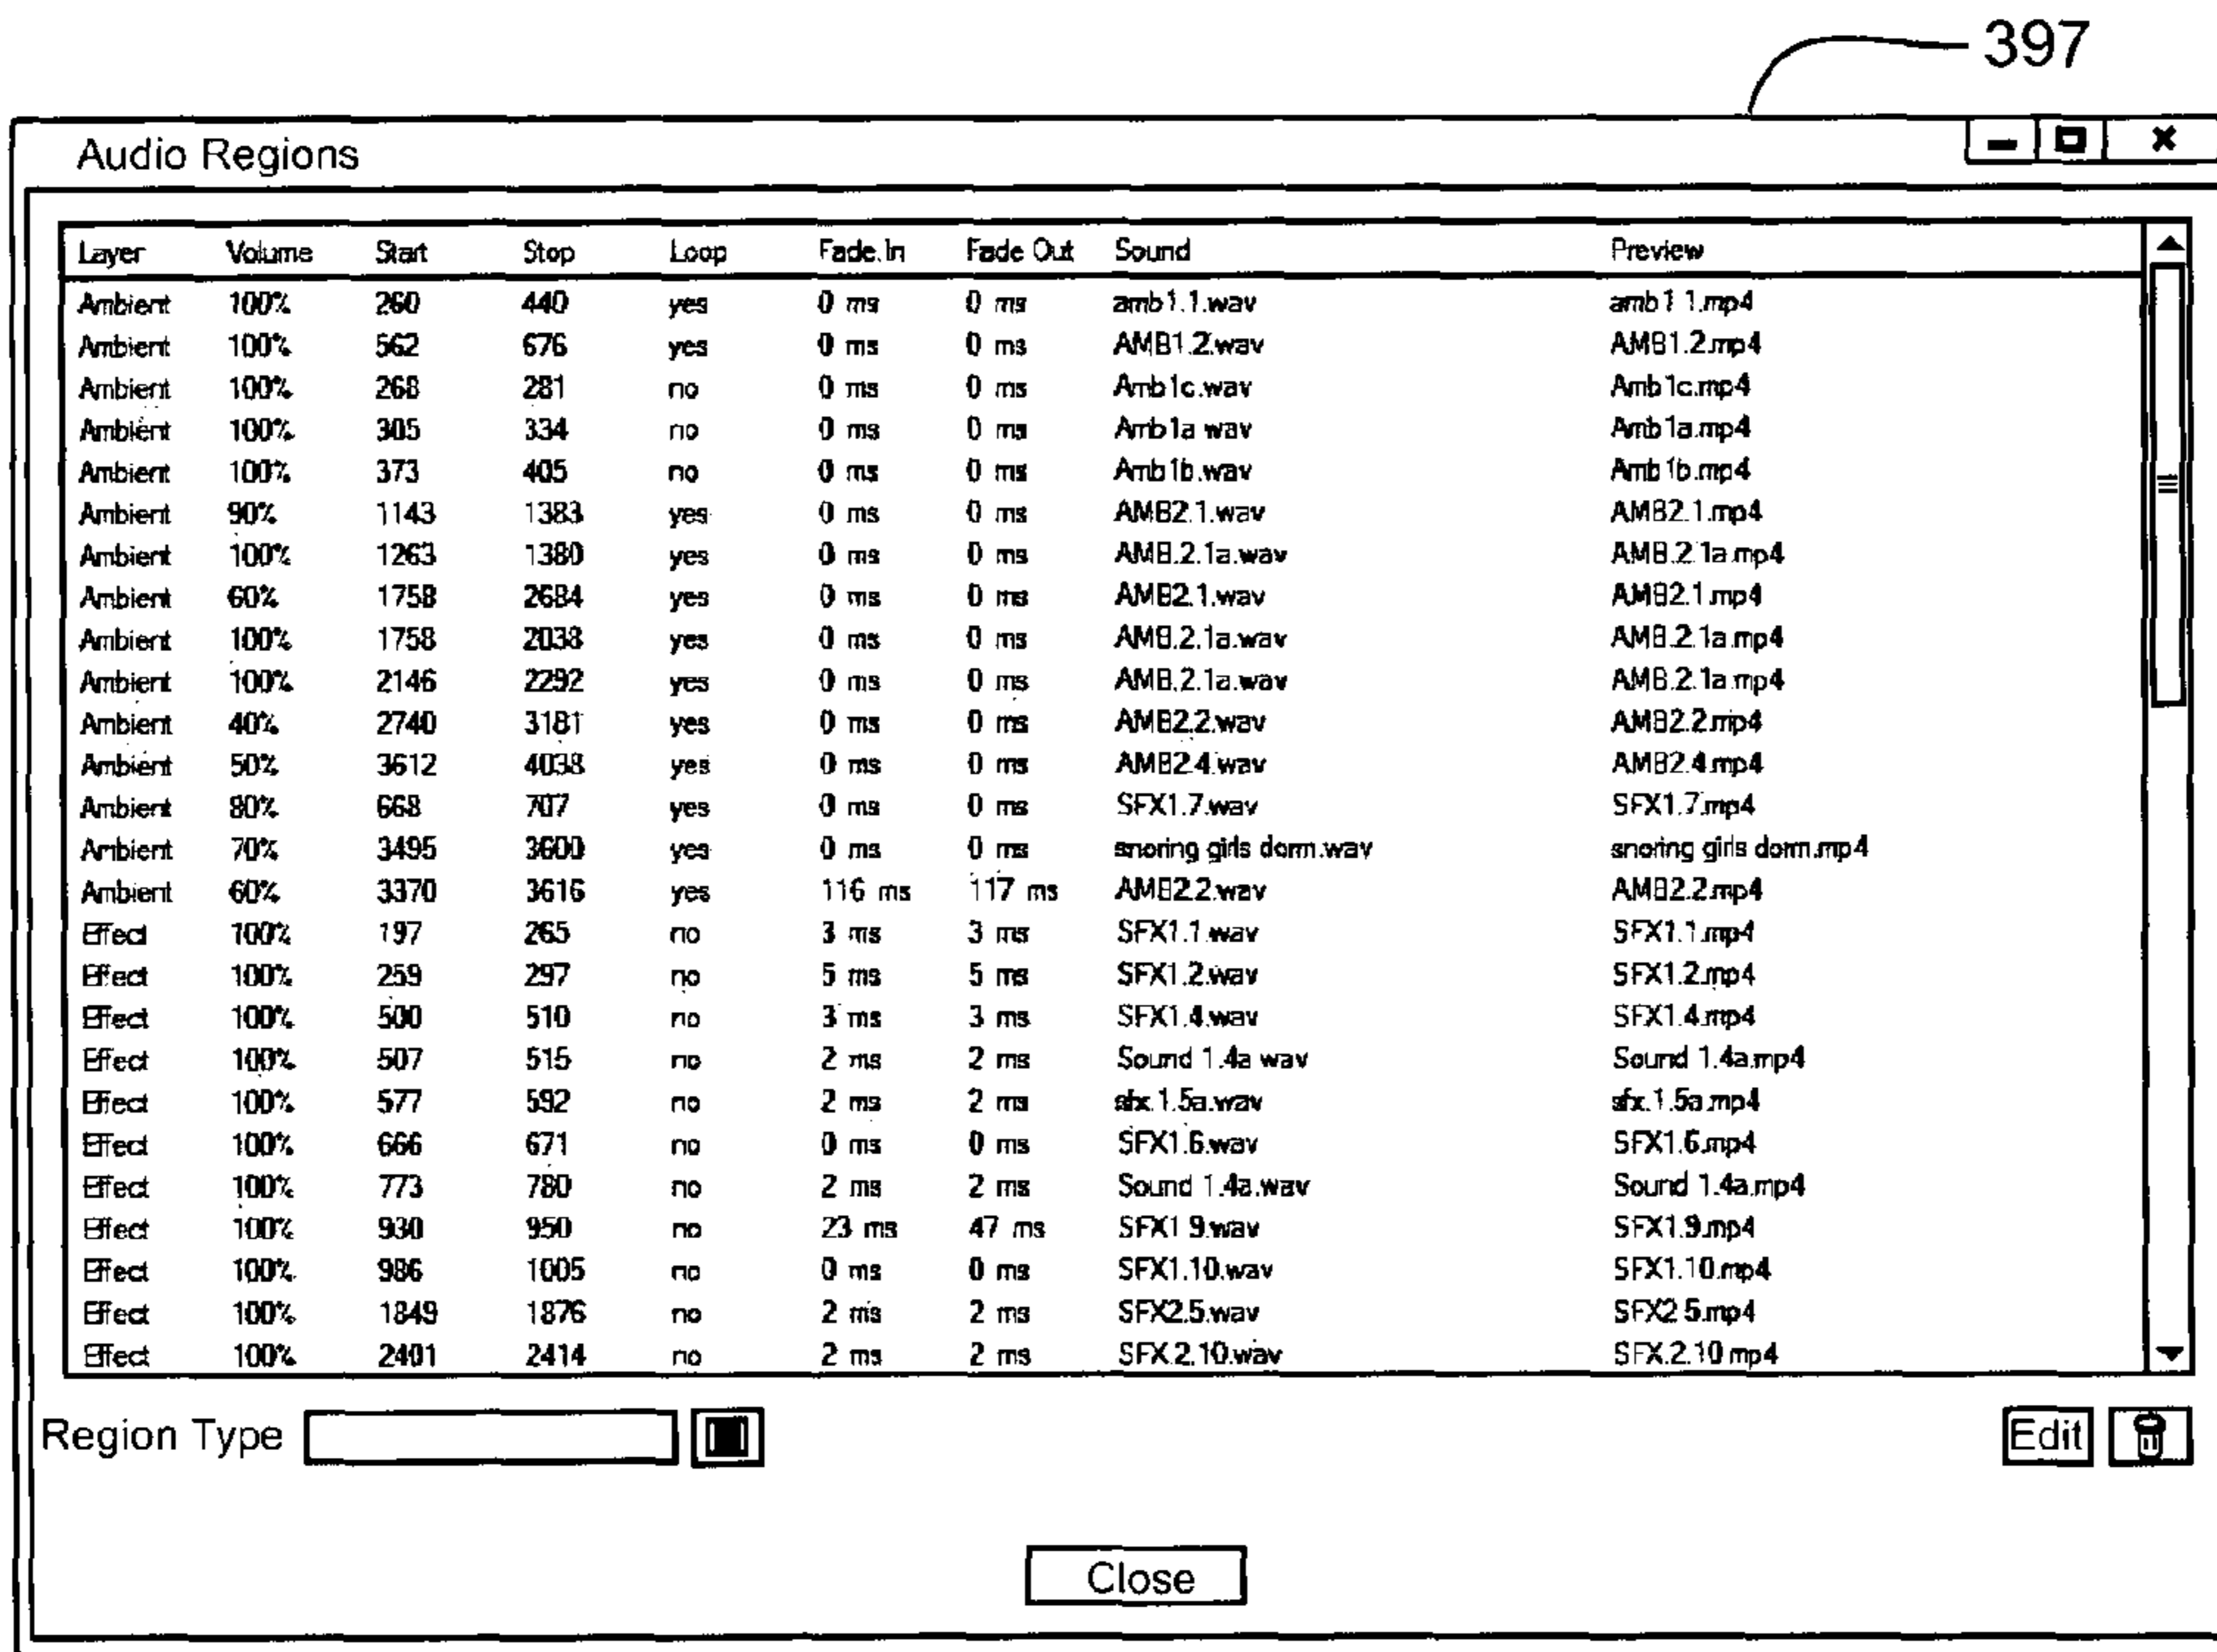 397
Audio Regions
Layer Volume Start Stop Loop Fade.In Fade Out Sound Preview
Ambient 100% 260 440 yes 0 ms 0 ms amb1.1.wav amb1 1.mp4
Ambient 100% 562 676 yes 0 ms 0 ms AMB1.2.wav AMB1.2.mp4
Ambient 100% 268 281 no 0 ms 0 ms Amb1c.wav Amb1c.mp4
Ambient 100% 305 334 no 0 ms 0 ms Amb1a wav Amb1a.mp4
Ambient 100% 373 405 no 0 ms 0 ms Amb1b.wav Amb1b.mp4
Ambient 90% 1143 1383 yes 0 ms 0 ms AMB2.1.wav AMB2.1.mp4
Ambient 100% 1263 1380 yes 0 ms 0 ms AMB.2.1a.wav AMB.2.1a.mp4
Ambient 60% 1758 2684 yes 0 ms 0 ms AMB2.1.wav AMB2.1.mp4
Ambient 100% 1758 2038 yes 0 ms 0 ms AMB.2.1a.wav AMB.2.1a.mp4
Ambient 100% 2146 2292 yes 0 ms 0 ms AMB.2.1a.wav AMB.2.1a.mp4
Ambient 40% 2740 3181 yes 0 ms 0 ms AMB2.2.wav AMB2.2.mp4
Ambient 50% 3612 4038 yes 0 ms 0 ms AMB2.4.wav AMB2.4.mp4
Ambient 80% 668 707 yes 0 ms 0 ms SFX1.7.wav SFX1.7.mp4
Ambient 70% 3495 3600 yes 0 ms 0 ms snoring girls dorm.wav snoring girls dorm.mp4
Ambient 60% 3370 3616 yes 116 ms 117 ms AMB2.2.wav AMB2.2.mp4
Effect 100% 197 265 no 3 ms 3 ms SFX1.1.wav SFX1.1.mp4
Effect 100% 259 297 no 5 ms 5 ms SFX1.2.wav SFX1.2.mp4
Effect 100% 500 510 no 3 ms 3 ms SFX1.4.wav SFX1.4.mp4
Effect 100% 507 515 no 2 ms 2 ms Sound 1.4a wav Sound 1.4a.mp4
Effect 100% 577 592 no 2 ms 2 ms sfx.1.5a.wav sfx.1.5a.mp4
Effect 100% 666 671 no 0 ms 0 ms SFX1.6.wav SFX1.6.mp4
Effect 100% 773 780 no 2 ms 2 ms Sound 1.4a.wav Sound 1.4a.mp4
Effect 100% 930 950 no 23 ms 47 ms SFX1 9.wav SFX1.9.mp4
Effect 100% 986 1005 no 0 ms 0 ms SFX1.10.wav SFX1.10.mp4
Effect 100% 1849 1876 no 2 ms 2 ms SFX2.5.wav SFX2 5.mp4
Effect 100% 2401 2414 no 2 ms 2 ms SFX.2.10.wav SFX.2.10 mp4
Region Type Edit
Close